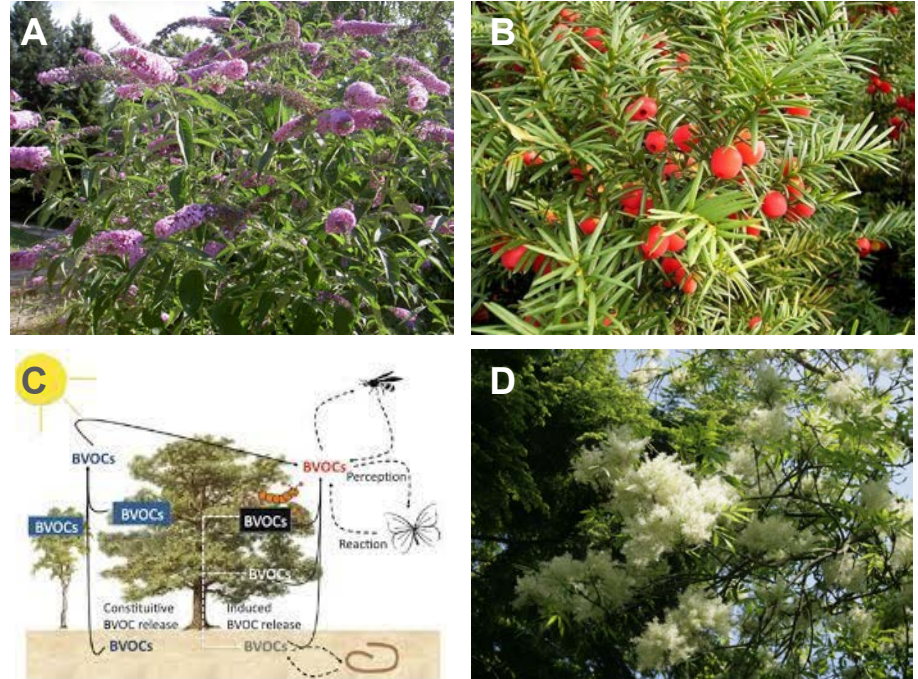 A
B
C
BVOCs
BVOCs
BVOCs
BVOCs
BVOCs
Perception
Reaction
BVOCs
Constitutive
BVOC release
Induced
BVOC release
BVOCs
BVOCs
D